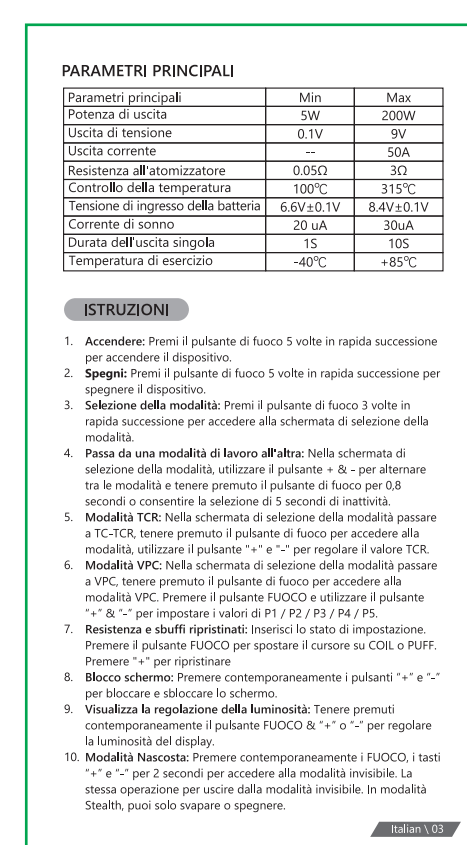 PARAMETRI PRINCIPALI
Parametri principali Min Max
Potenza di uscita 5W 200W
Uscita di tensione 0.1V 9V
Uscita corrente -- 50A
Resistenza all'atomizzatore 0.05Ω 3Ω
Controllo della temperatura 100℃ 315℃
Tensione di ingresso della batteria 6.6V±0.1V 8.4V±0.1V
Corrente di sonno 20 uA 30uA
Durata dell'uscita singola 1S 10S
Temperatura di esercizio -40℃ +85℃
ISTRUZIONI
1. Accendere: Premi il pulsante di fuoco 5 volte in rapida successione
per accendere il dispositivo.
2. Spegni: Premi il pulsante di fuoco 5 volte in rapida successione per
spegnere il dispositivo.
3. Selezione della modalità: Premi il pulsante di fuoco 3 volte in
rapida successione per accedere alla schermata di selezione della
modalità.
4. Passa da una modalità di lavoro all'altra: Nella schermata di
selezione della modalità, utilizzare il pulsante + & - per alternare
tra le modalità e tenere premuto il pulsante di fuoco per 0,8
secondi o consentire la selezione di 5 secondi di inattività.
5. Modalità TCR: Nella schermata di selezione della modalità passare
a TC-TCR, tenere premuto il pulsante di fuoco per accedere alla
modalità, utilizzare il pulsante "+" e "-" per regolare il valore TCR.
6. Modalità VPC: Nella schermata di selezione della modalità passare
a VPC, tenere premuto il pulsante di fuoco per accedere alla
modalità VPC. Premere il pulsante FUOCO e utilizzare il pulsante
"+" & "-" per impostare i valori di P1 / P2 / P3 / P4 / P5.
7. Resistenza e sbuffi ripristinati: Inserisci lo stato di impostazione.
Premere il pulsante FUOCO per spostare il cursore su COIL o PUFF.
Premere "+" per ripristinare
8. Blocco schermo: Premere contemporaneamente i pulsanti "+" e "-"
per bloccare e sbloccare lo schermo.
9. Visualizza la regolazione della luminosità: Tenere premuti
contemporaneamente il pulsante FUOCO & "+" o "-" per regolare
la luminosità del display.
10. Modalità Nascosta: Premere contemporaneamente i FUOCO, i tasti
"+" e "-" per 2 secondi per accedere alla modalità invisibile. La
stessa operazione per uscire dalla modalità invisibile. In modalità
Stealth, puoi solo svapare o spegnere.
Italian \ 03